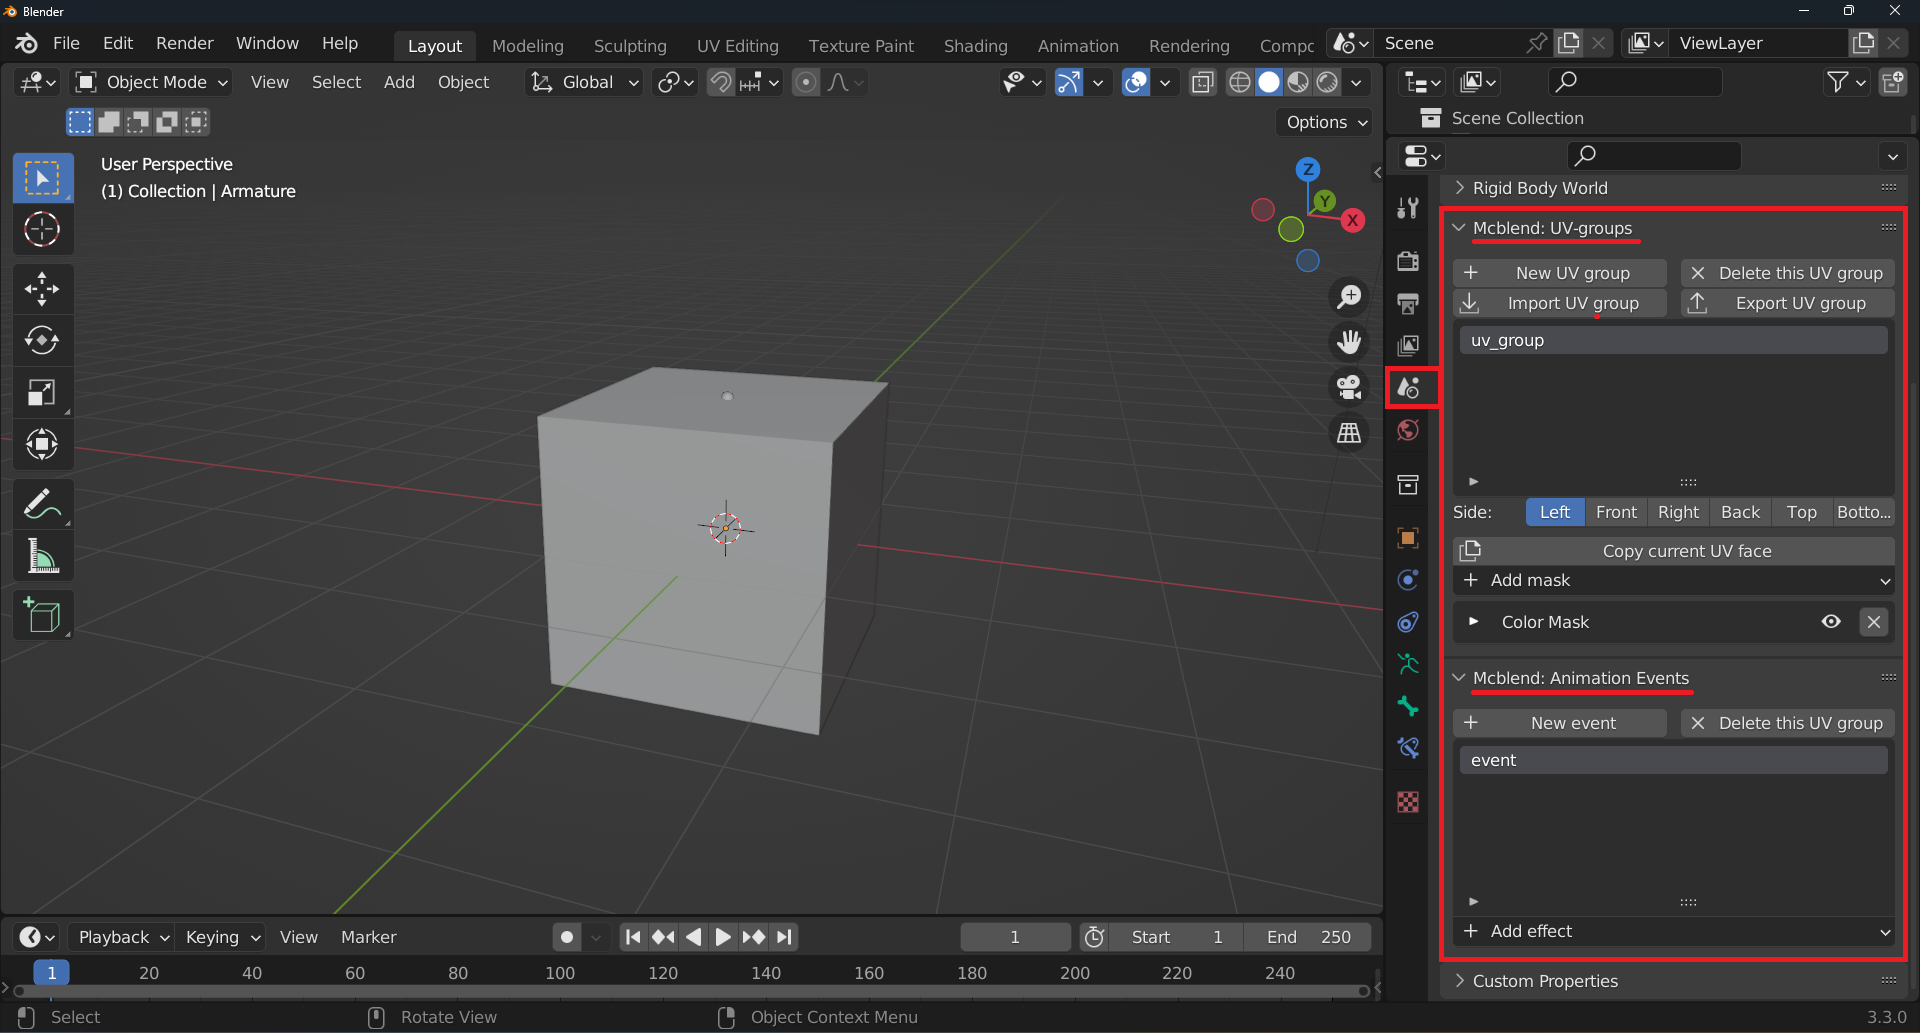 Blender
File Edit Render Window Help Layout Modeling Sculpting UV Editing Texture Paint Shading Animation Rendering Compc Scene ViewLayer
Object Mode View Select Add Object Global
Options
Scene Collection
User Perspective
(1) Collection | Armature
Z
Y
X
Rigid Body World
Mcblend: UV-groups
New UV group Delete this UV group
Import UV group Export UV group
uv_group
Side: Left Front Right Back Top Botto...
Copy current UV face
Add mask
Color Mask
Mcblend: Animation Events
New event Delete this UV group
event
Add effect
Custom Properties
Playback Keying View Marker 1 Start 1 End 250
1 20 40 60 80 100 120 140 160 180 200 220 240
Select Rotate View Object Context Menu 3.3.0